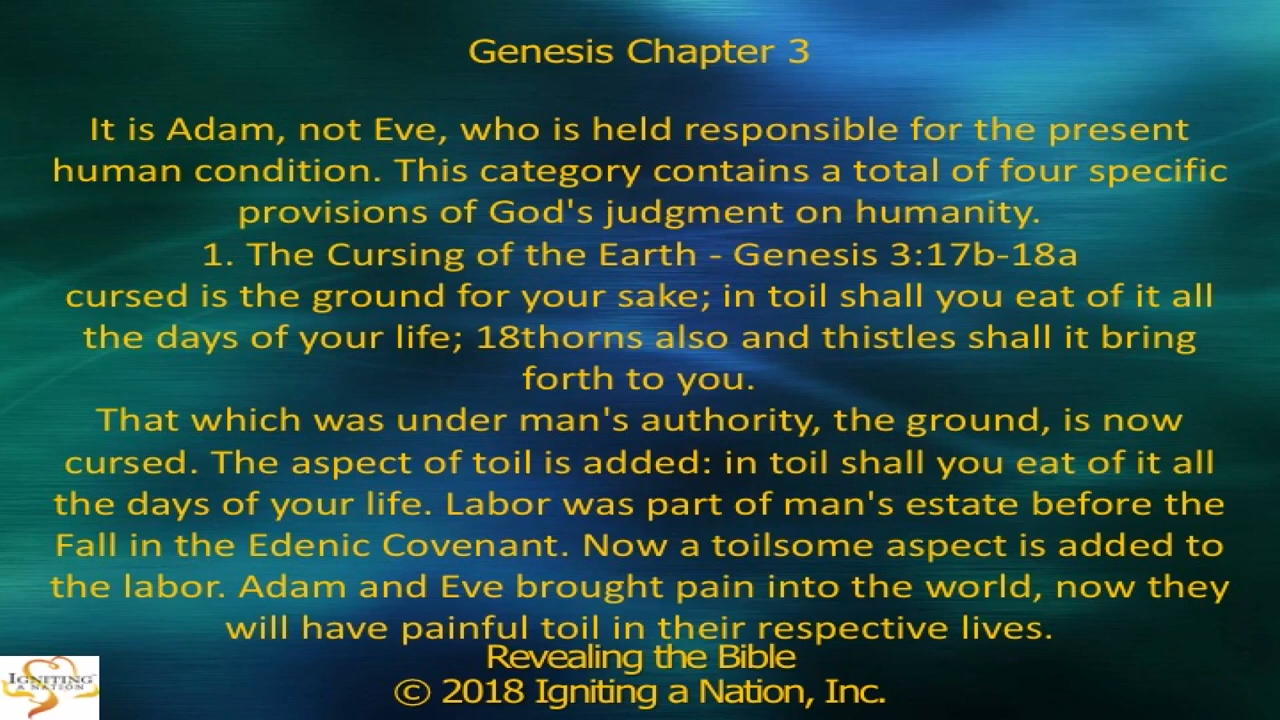 Genesis Chapter 3
It is Adam, not Eve, who is held responsible for the present
human condition. This category contains a total of four specific
provisions of God's judgment on humanity.
1. The Cursing of the Earth - Genesis 3:17b-18a
cursed is the ground for your sake; in toil shall you eat of it all
the days of your life; 18thorns also and thistles shall it bring
forth to you.
That which was under man's authority, the ground, is now
cursed. The aspect of toil is added: in toil shall you eat of it all
the days of your life. Labor was part of man's estate before the
Fall in the Edenic Covenant. Now a toilsome aspect is added to
the labor. Adam and Eve brought pain into the world, now they
will have painful toil in their respective lives.
Revealing the Bible
© 2018 Igniting a Nation, Inc.
IGNITING
A NATION